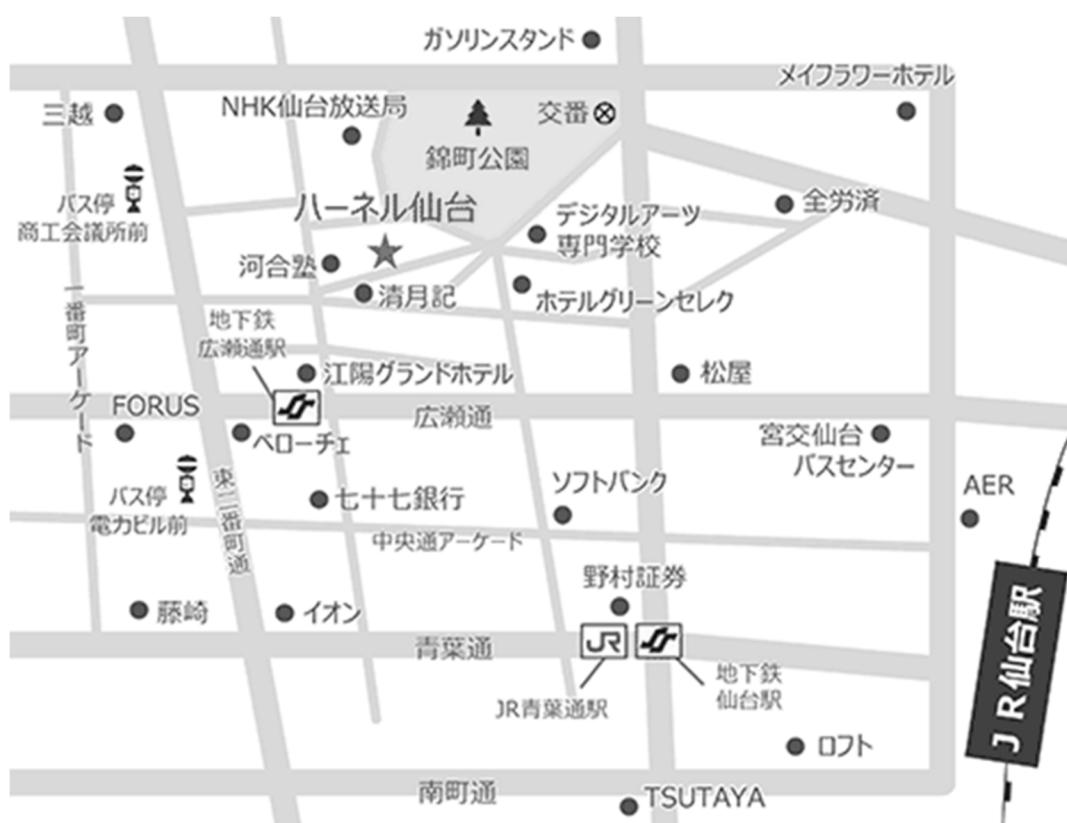 ガソリンスタンド
メイフラワーホテル
三越
NHK仙台放送局
交番
錦町公園
バス停
商工会議所前
ハーネル仙台
デジタルアーツ
専門学校
全労済
河合塾
清月記
ホテルグリーンセレク
一番町アーケード
地下鉄
広瀬通駅
江陽グランドホテル
松屋
FORUS
広瀬通
ベローチェ
宮交仙台
バスセンター
バス停
電力ビル前
東二番町通
七十七銀行
ソフトバンク
AER
中央通アーケード
野村証券
JR仙台駅
藤崎
イオン
青葉通
JR
地下鉄
仙台駅
JR青葉通駅
ロフト
南町通
TSUTAYA